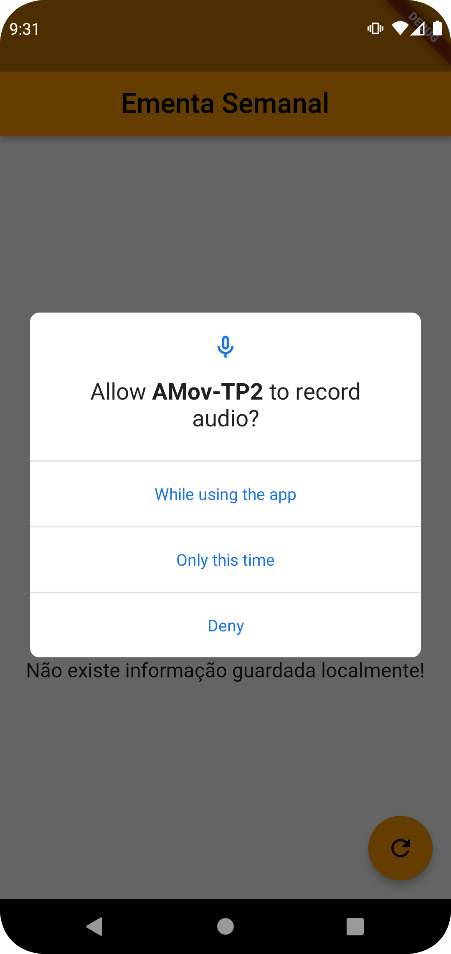 9:31
DEBUG
Ementa Semanal
Allow AMov-TP2 to record
audio?
While using the app
Only this time
Deny
Não existe informação guardada localmente!